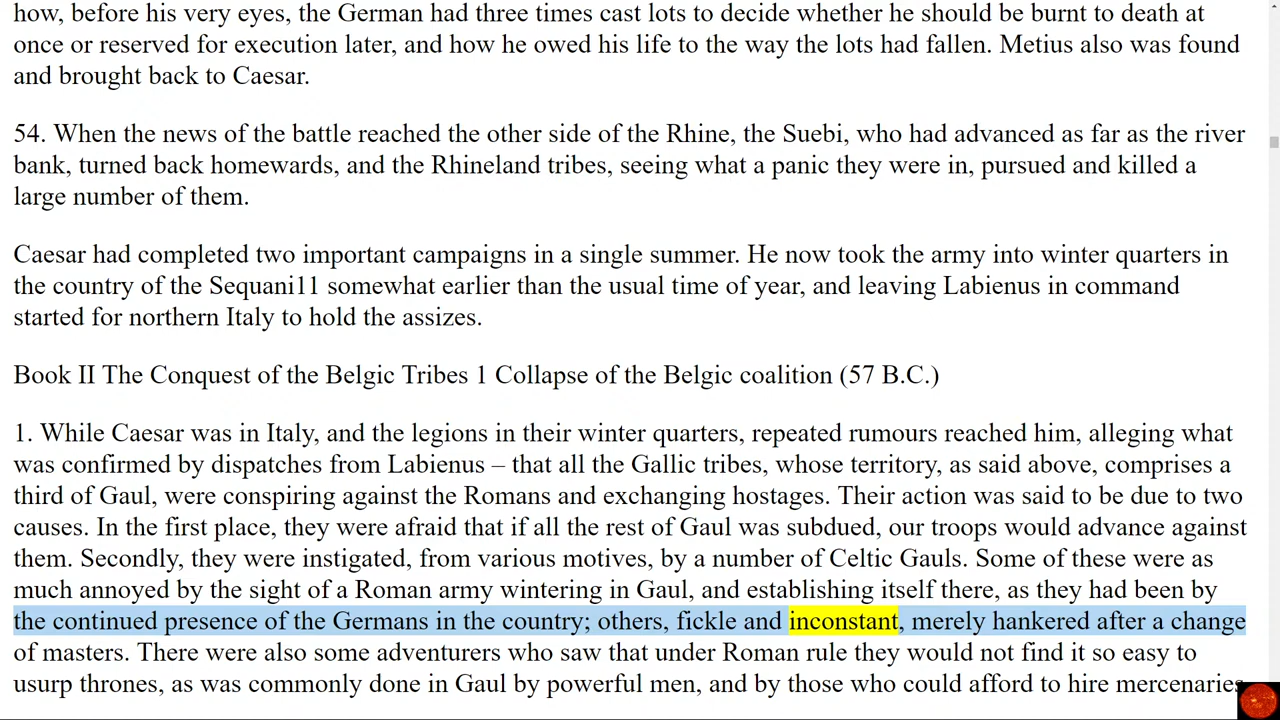 how, before his very eyes, the German had three times cast lots to decide whether he should be burnt to death at
once or reserved for execution later, and how he owed his life to the way the lots had fallen. Metius also was found
and brought back to Caesar.
54. When the news of the battle reached the other side of the Rhine, the Suebi, who had advanced as far as the river
bank, turned back homewards, and the Rhineland tribes, seeing what a panic they were in, pursued and killed a
large number of them.
Caesar had completed two important campaigns in a single summer. He now took the army into winter quarters in
the country of the Sequani11 somewhat earlier than the usual time of year, and leaving Labienus in command
started for northern Italy to hold the assizes.
Book II The Conquest of the Belgic Tribes 1 Collapse of the Belgic coalition (57 B.C.)
1. While Caesar was in Italy, and the legions in their winter quarters, repeated rumours reached him, alleging what
was confirmed by dispatches from Labienus – that all the Gallic tribes, whose territory, as said above, comprises a
third of Gaul, were conspiring against the Romans and exchanging hostages. Their action was said to be due to two
causes. In the first place, they were afraid that if all the rest of Gaul was subdued, our troops would advance against
them. Secondly, they were instigated, from various motives, by a number of Celtic Gauls. Some of these were as
much annoyed by the sight of a Roman army wintering in Gaul, and establishing itself there, as they had been by
the continued presence of the Germans in the country; others, fickle and inconstant, merely hankered after a change
of masters. There were also some adventurers who saw that under Roman rule they would not find it so easy to
usurp thrones, as was commonly done in Gaul by powerful men, and by those who could afford to hire mercenaries